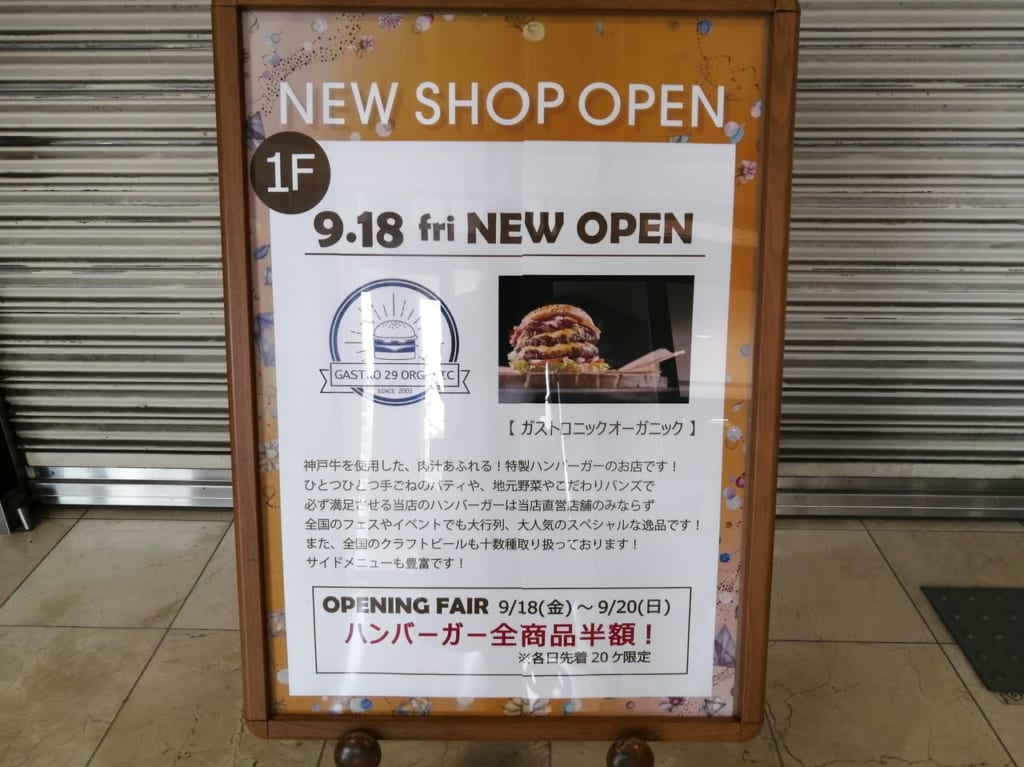 NEW SHOP OPEN
1F
9.18 fri NEW OPEN
GASTRO 29 ORGANIC
SINCE 2005
【 ガストロニックオーガニック 】
神戸牛を使用した、肉汁あふれる！特製ハンバーガーのお店です！
ひとつひとつ手ごねのパティや、地元野菜やこだわりバンズで
必ず満足させる当店のハンバーガーは当店直営店舗のみならず
全国のフェスやイベントでも大行列、大人気のスペシャルな逸品です！
また、全国のクラフトビールも十数種取り扱っております！
サイドメニューも豊富です！
OPENING FAIR 9/18(金) ～ 9/20(日)
ハンバーガー全商品半額！
※各日先着 20 ケ限定